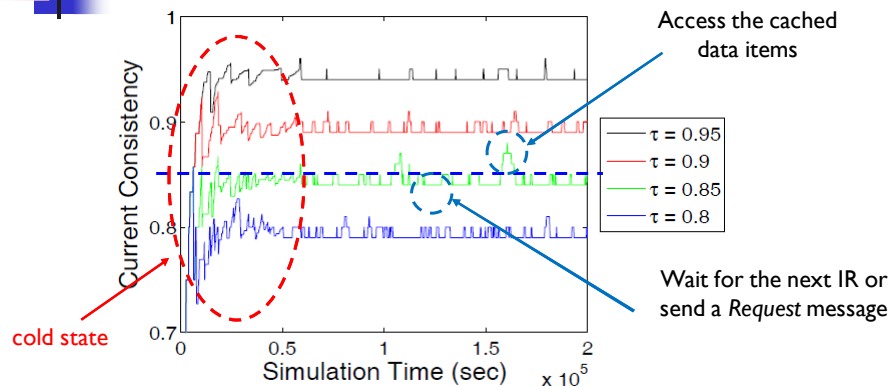 Access the cached
data items
1
0.9
0.8
0.7
Current Consistency
τ = 0.95
τ = 0.9
τ = 0.85
τ = 0.8
Wait for the next IR or
send a Request message
cold state
0 0.5 1 1.5 2
Simulation Time (sec)
x 10^5